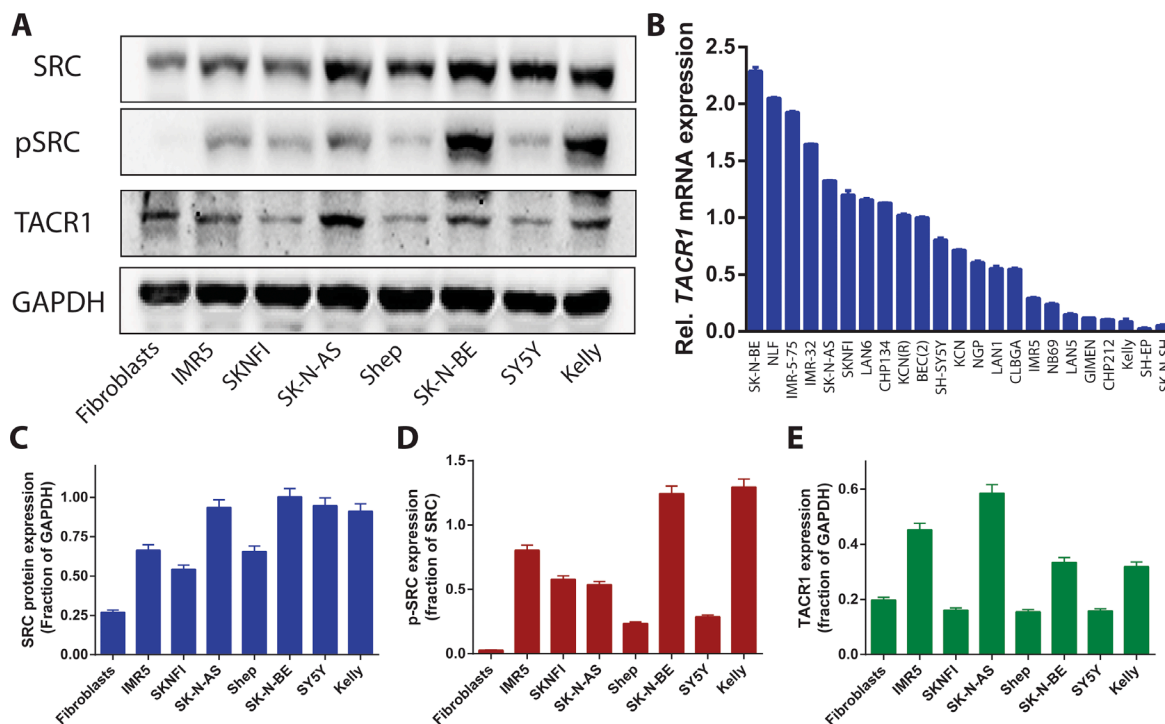 A
SRC
pSRC
TACR1
GAPDH
Fibroblasts
IMR5
SKNFI
SK-N-AS
Shep
SK-N-BE
SY5Y
Kelly
B
Rel. TACR1 mRNA expression
2.5
2.0
1.5
1.0
0.5
0.0
SK-N-BE
NLF
IMR-5-75
IMR-32
SK-N-AS
SKNFI
LAN6
CHP134
KCN(R)
BEC(2)
SH-SY5Y
KCN
NGP
LAN1
CLBGA
IMR5
NB69
LAN5
GIMEN
CHP212
Kelly
SH-EP
SK-N-SH
C
SRC protein expression
(Fraction of GAPDH)
1.00
0.75
0.50
0.25
0.00
Fibroblasts
IMR5
SKNFI
SK-N-AS
Shep
SK-N-BE
SY5Y
Kelly
D
p-SRC expression
(fraction of SRC)
1.5
1.0
0.5
0.0
Fibroblasts
IMR5
SKNFI
SK-N-AS
Shep
SK-N-BE
SY5Y
Kelly
E
TACR1 expression
(fraction of GAPDH)
0.6
0.4
0.2
0.0
Fibroblasts
IMR5
SKNFI
SK-N-AS
Shep
SK-N-BE
SY5Y
Kelly